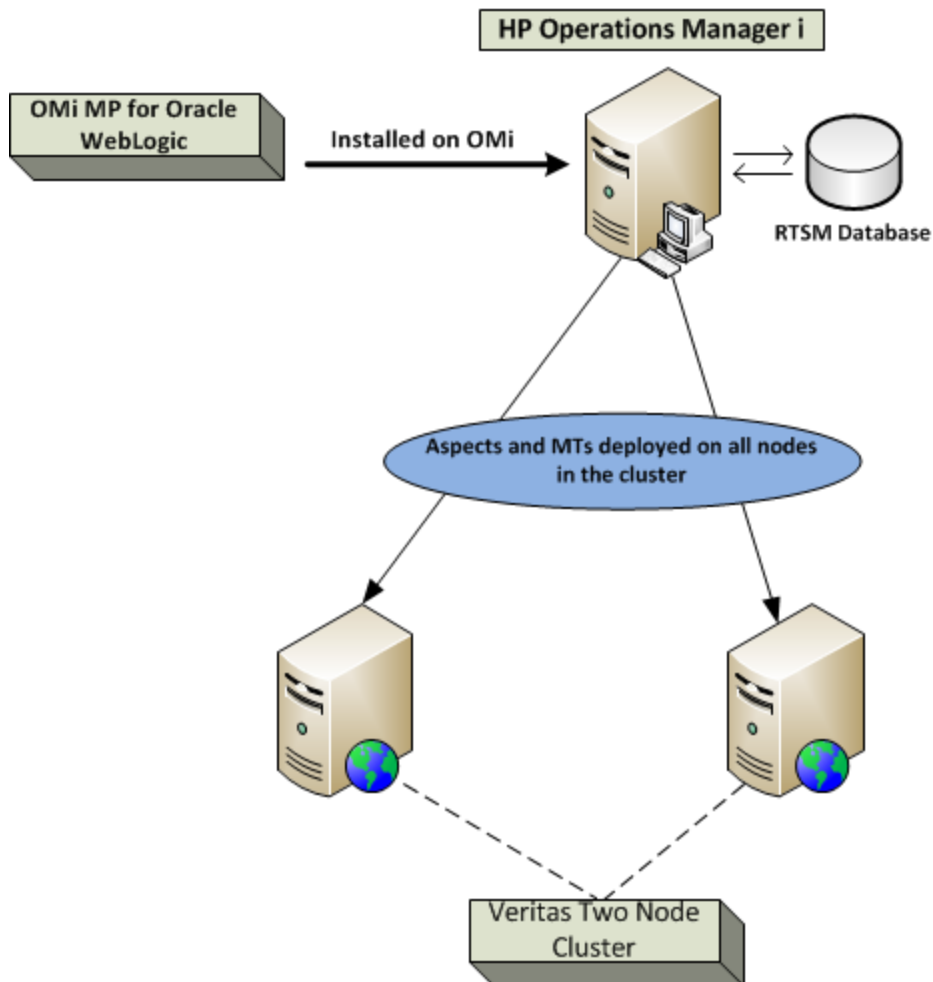 HP Operations Manager i
OMi MP for Oracle
WebLogic
Installed on OMi
RTSM Database
Aspects and MTs deployed on all nodes
in the cluster
Veritas Two Node
Cluster